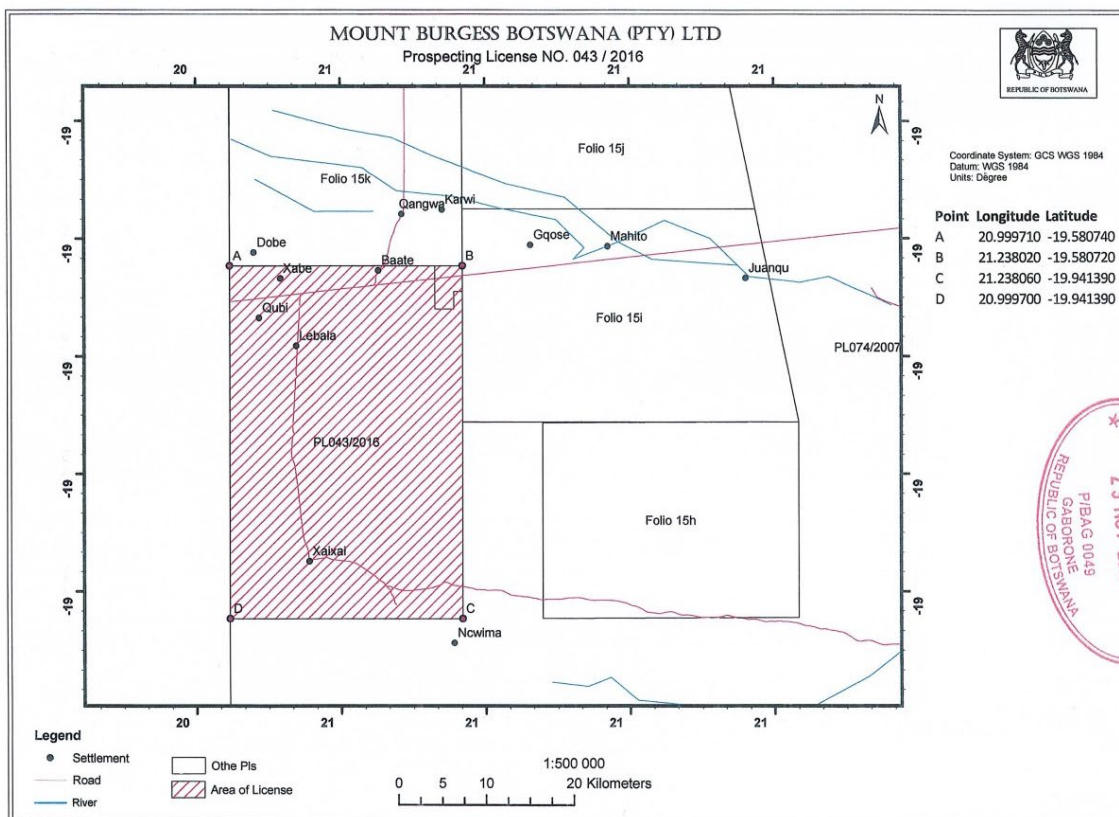 MOUNT BURGESS BOTSWANA (PTY) LTD
Prospecting License NO. 043 / 2016
REPUBLIC OF BOTSWANA
20 21 21 21 21
-19
-19
-19
-19
-19
N
Folio 15j
Folio 15k
Qangwa
Karwi
Dobe
Gqose
Mahito
A
B
Xabe
Baate
Juanqu
Qubi
Folio 15i
Lebala
PL074/2007
PL043/2016
Folio 15h
Xaixai
D
C
Ncwima
-19
-19
-19
-19
-19
20 21 21 21 21
Coordinate System: GCS WGS 1984
Datum: WGS 1984
Units: Degree
Point Longitude Latitude
A 20.999710 -19.580740
B 21.238020 -19.580720
C 21.238060 -19.941390
D 20.999700 -19.941390
P/BAG 0049
GABORONE
REPUBLIC OF BOTSWANA
Legend
Settlement
Road
River
Othe Pls
Area of License
1:500 000
0 5 10 20 Kilometers